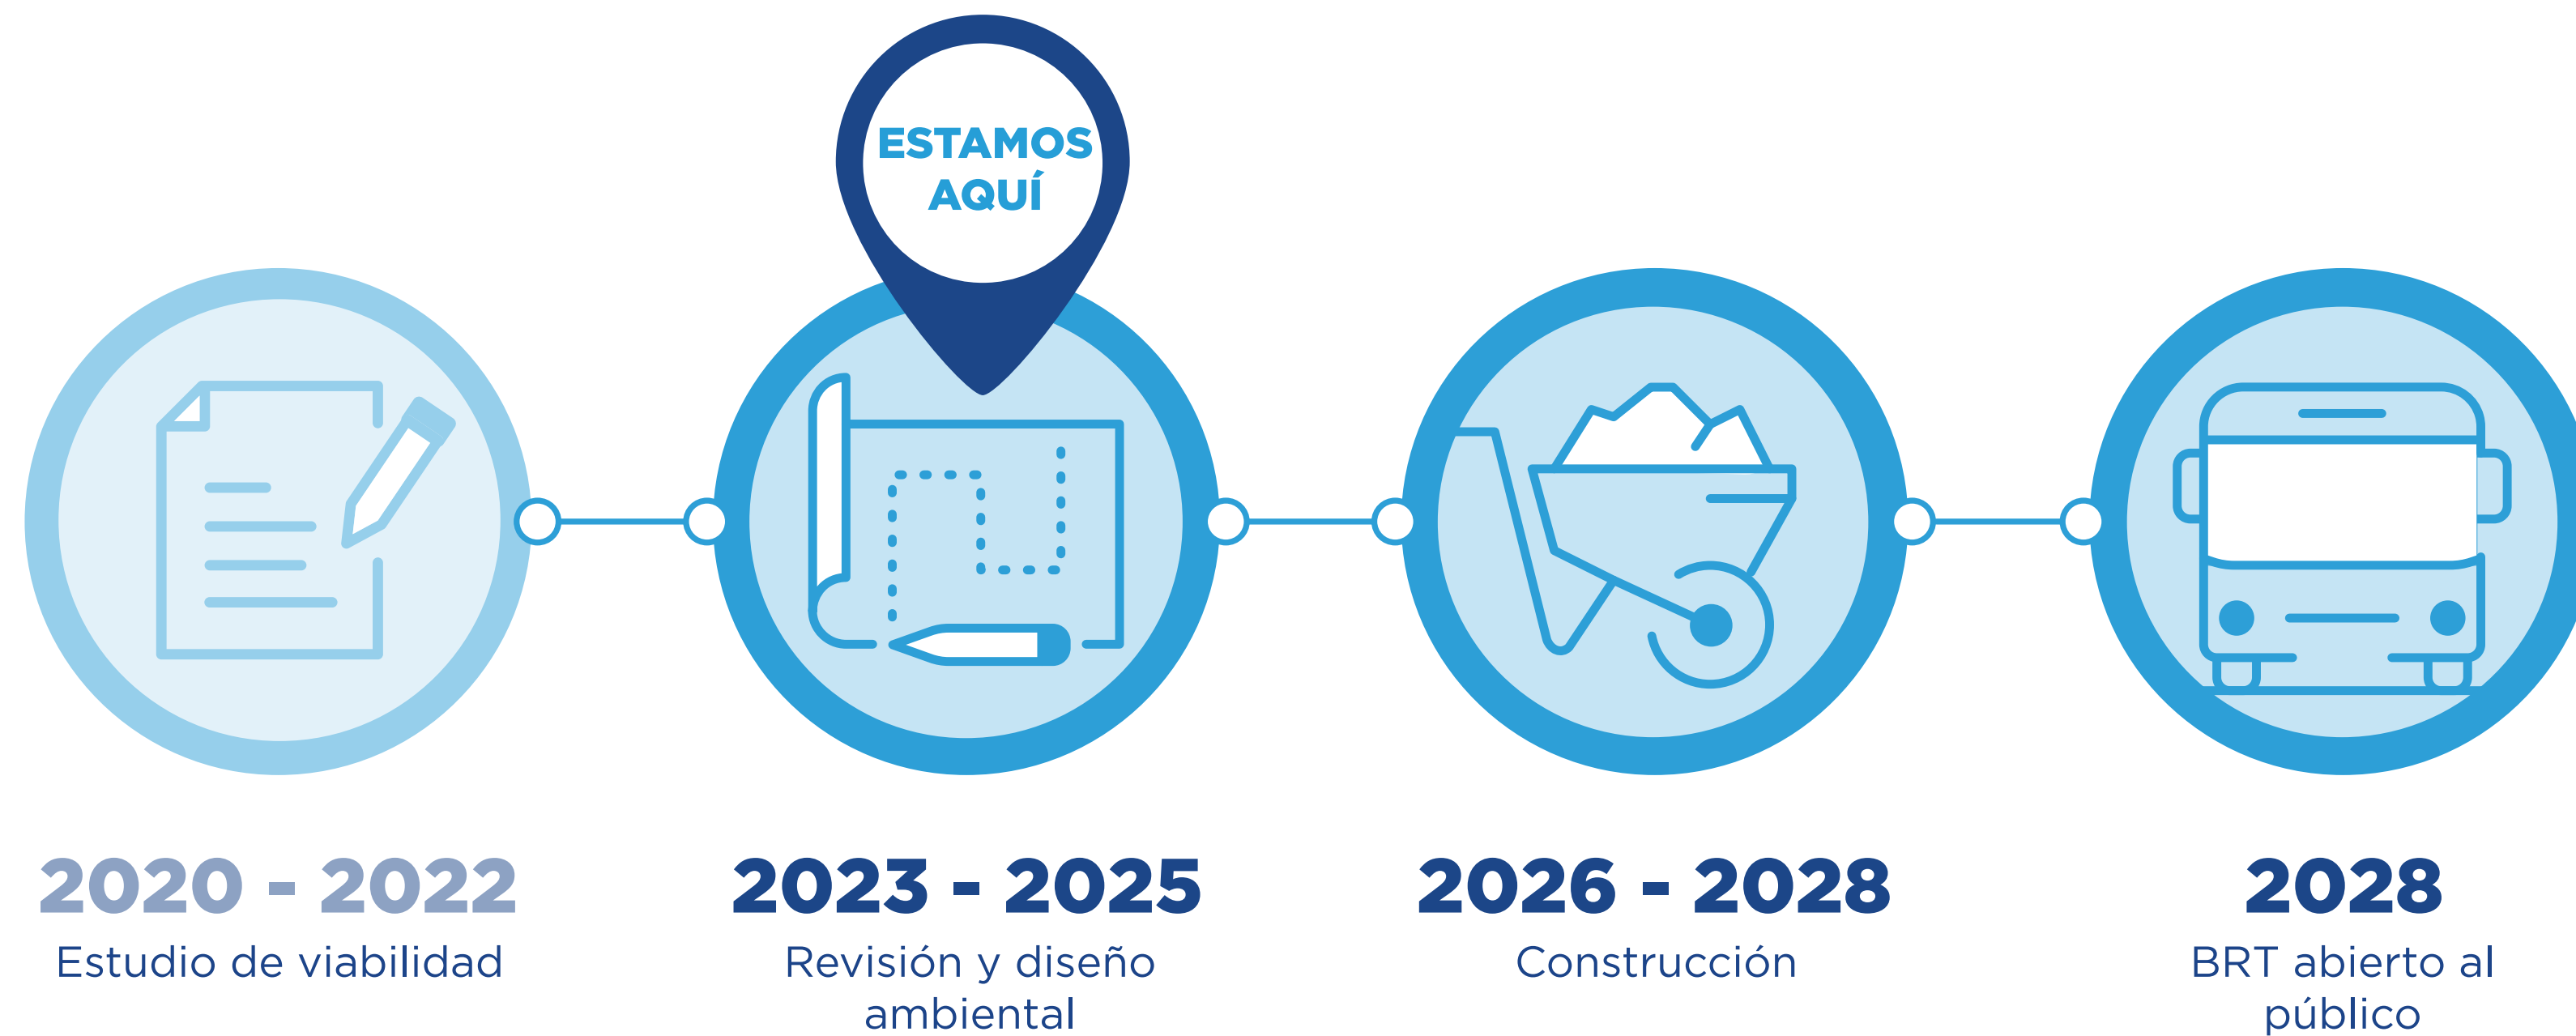 ESTAMOS
AQUÍ
2020 - 2022
Estudio de viabilidad
2023 - 2025
Revisión y diseño
ambiental
2026 - 2028
Construcción
2028
BRT abierto al
público